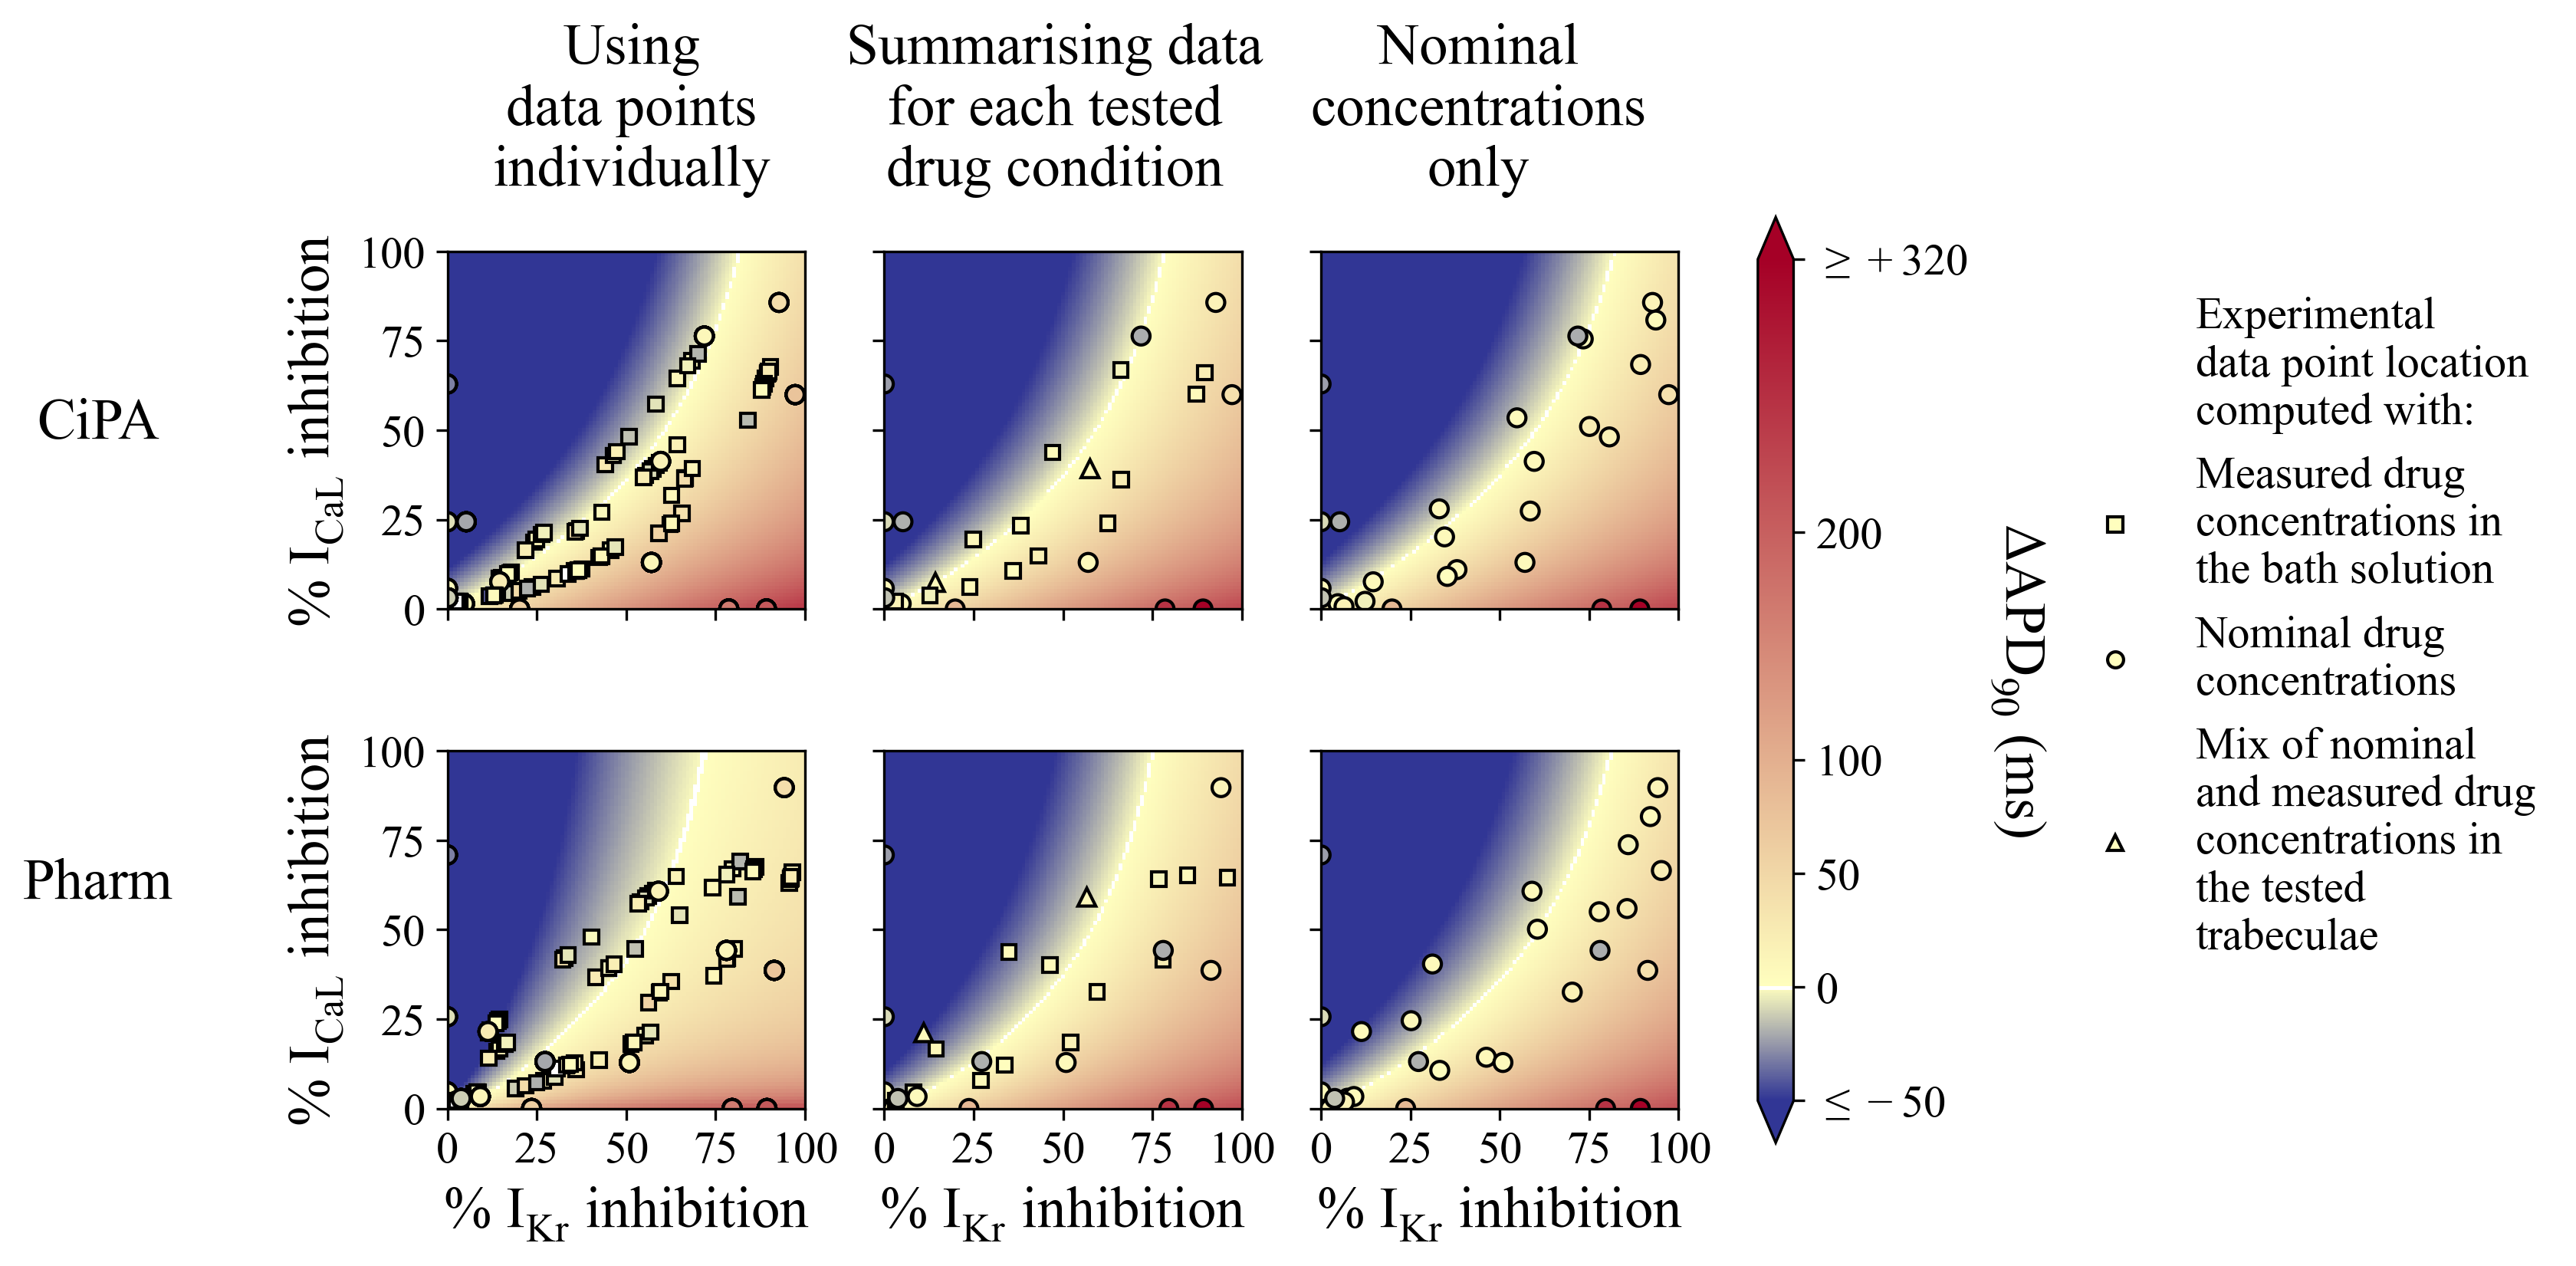 Using
data points
individually
Summarising data
for each tested
drug condition
Nominal
concentrations
only
CiPA
% I_CaL inhibition
100
75
50
25
0
Pharm
% I_CaL inhibition
100
75
50
25
0
0 25 50 75 100
% I_Kr inhibition
0 25 50 75 100
% I_Kr inhibition
0 25 50 75 100
% I_Kr inhibition
≥ +320
200
100
50
0
≤ −50
ΔAPD_90 (ms)
Experimental
data point location
computed with:
Measured drug
concentrations in
the bath solution
Nominal drug
concentrations
Mix of nominal
and measured drug
concentrations in
the tested
trabeculae